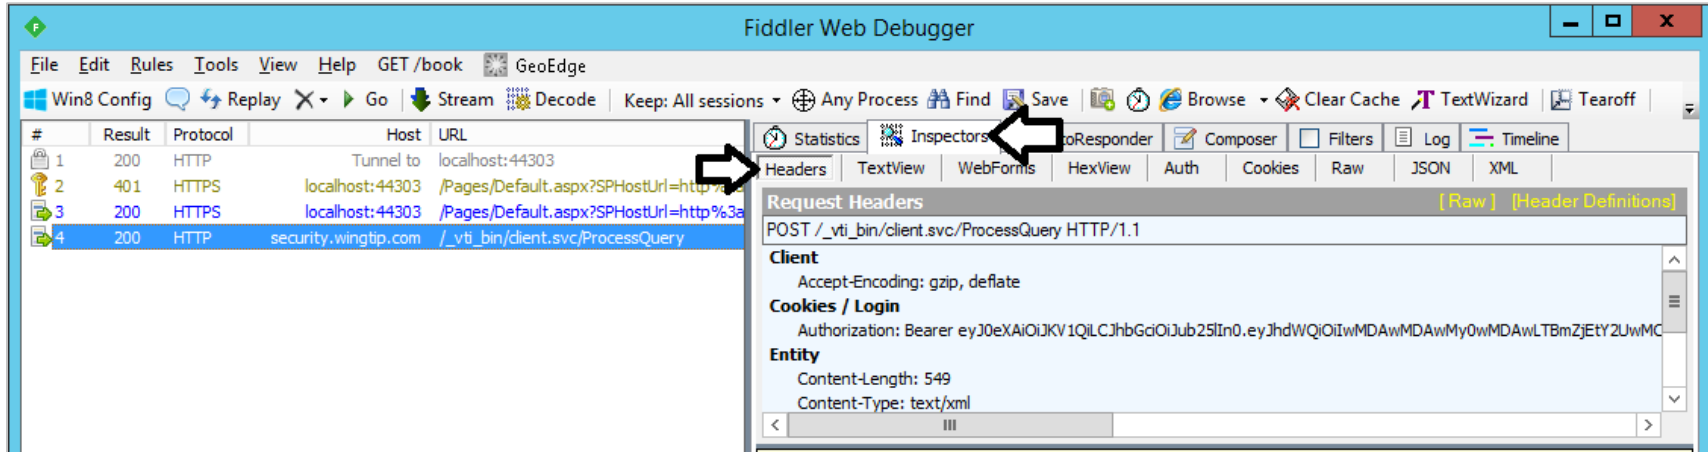 Fiddler Web Debugger
File Edit Rules Tools View Help GET /book GeoEdge
Win8 Config Replay Go Stream Decode Keep: All sessions Any Process Find Save Browse Clear Cache TextWizard Tearoff
# Result Protocol Host URL
1 200 HTTP Tunnel to localhost:44303
2 401 HTTPS localhost:44303 /Pages/Default.aspx?SPHostUrl=http%3a
3 200 HTTPS localhost:44303 /Pages/Default.aspx?SPHostUrl=http%3a
4 200 HTTP security.wingtip.com /_vti_bin/client.svc/ProcessQuery
Statistics Inspectors toResponder Composer Filters Log Timeline
Headers TextView WebForms HexView Auth Cookies Raw JSON XML
Request Headers [ Raw ] [Header Definitions]
POST /_vti_bin/client.svc/ProcessQuery HTTP/1.1
Client
Accept-Encoding: gzip, deflate
Cookies / Login
Authorization: Bearer eyJ0eXAiOiJKV1QiLCJhbGciOiJub25lIn0.eyJhdWQiOiIwMDAwMDAwMy0wMDAwLTBmZjEtY2UwMC
Entity
Content-Length: 549
Content-Type: text/xml